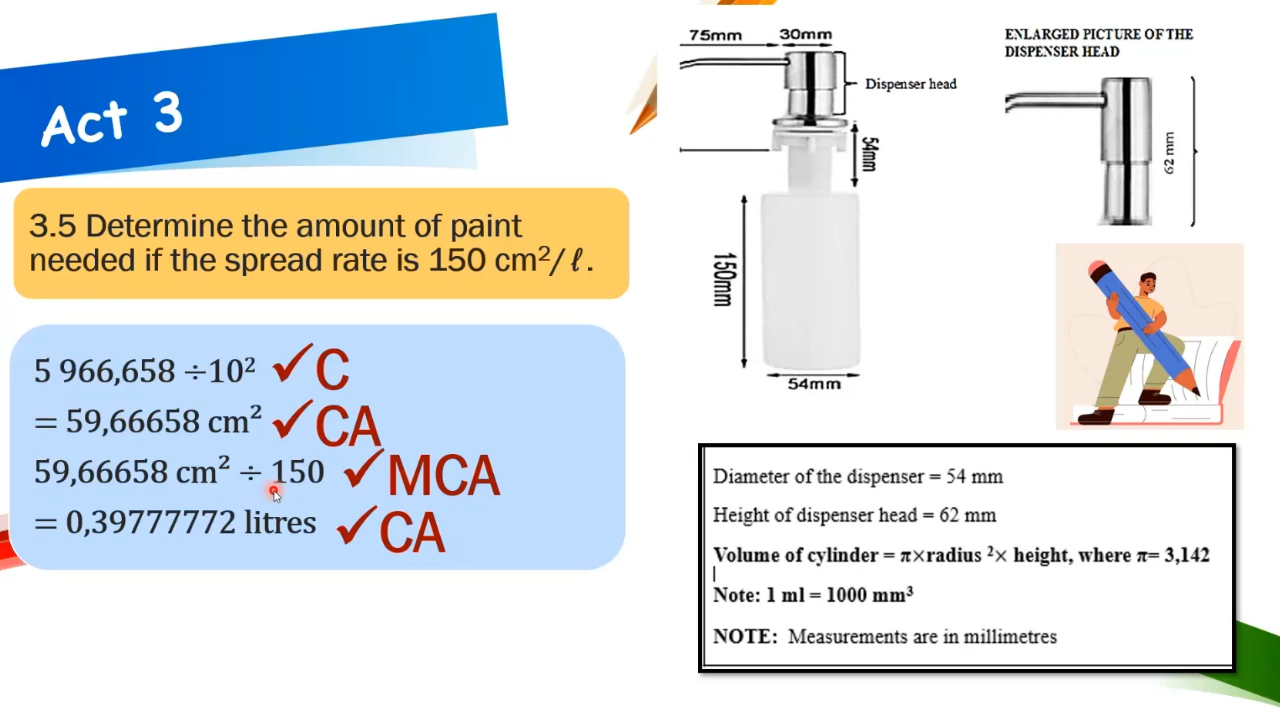 Act 3
3.5 Determine the amount of paint
needed if the spread rate is 150 cm²/ℓ.
5 966,658 ÷10² ✓C
= 59,66658 cm² ✓CA
59,66658 cm² ÷ 150 ✓MCA
= 0,39777772 litres ✓CA
75mm
30mm
Dispenser head
54mm
150mm
54mm
ENLARGED PICTURE OF THE
DISPENSER HEAD
62 mm
Diameter of the dispenser = 54 mm
Height of dispenser head = 62 mm
Volume of cylinder = π×radius ²× height, where π= 3,142
Note: 1 ml = 1000 mm³
NOTE: Measurements are in millimetres